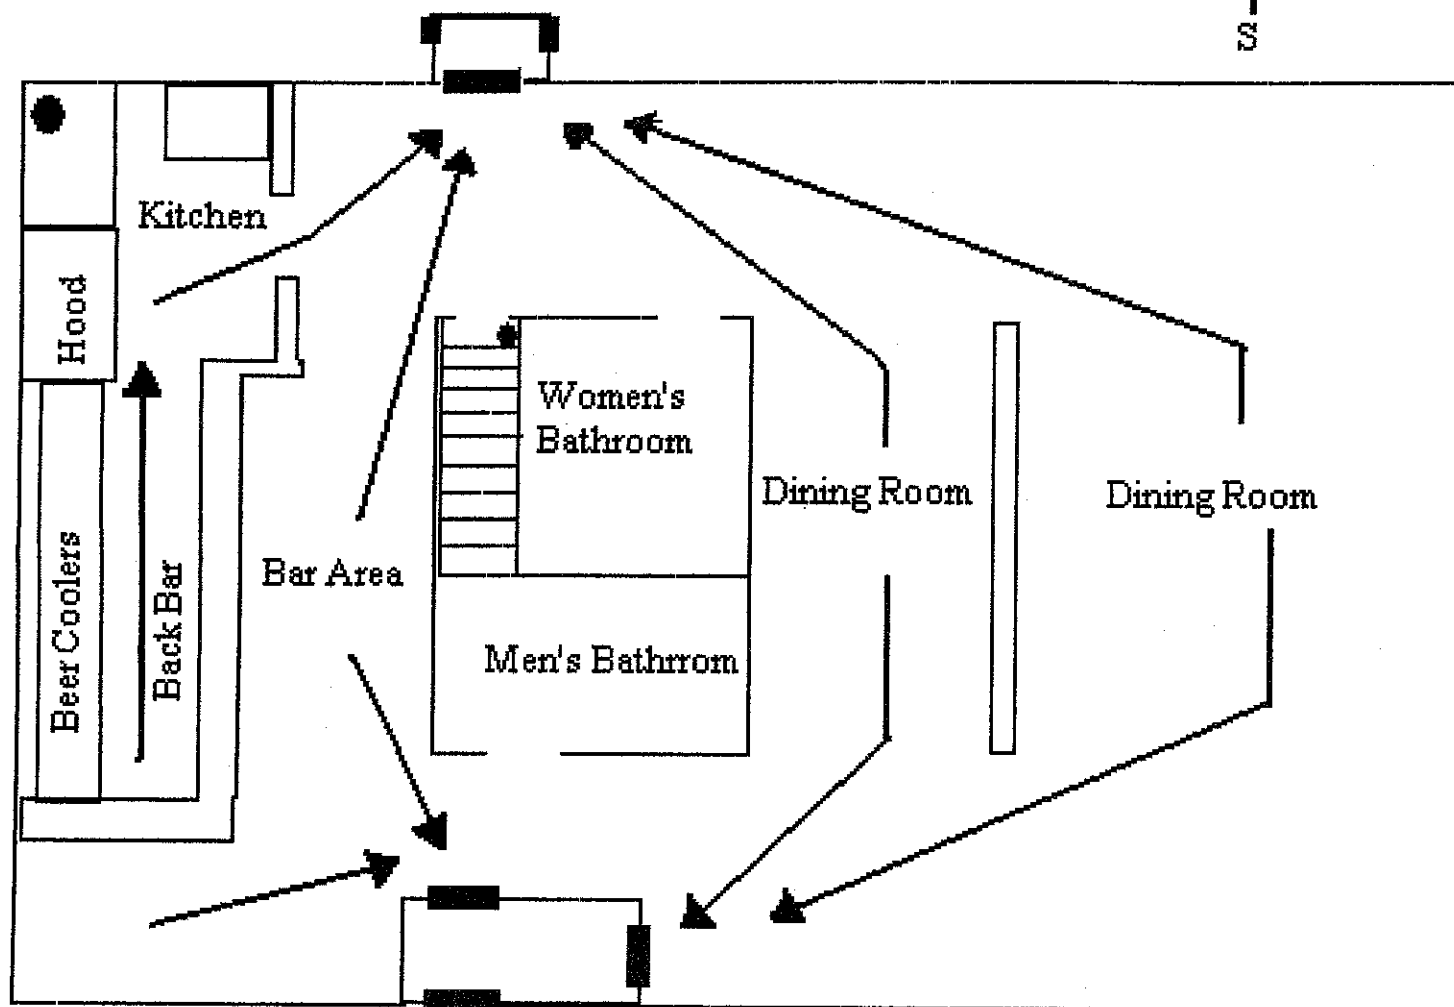 S
Kitchen
Hood
Women's
Bathroom
Dining Room
Dining Room
Bar Area
Beer Coolers
Back Bar
Men's Bathrrom